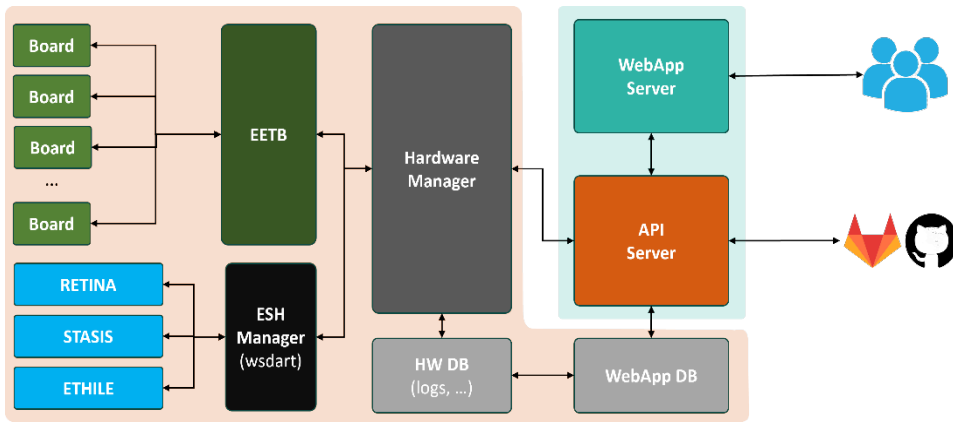 Board
Board
Board
...
Board
EETB
Hardware
Manager
WebApp
Server
API
Server
RETINA
STASIS
ETHILE
ESH
Manager
(wsdart)
HW DB
(logs, ...)
WebApp DB